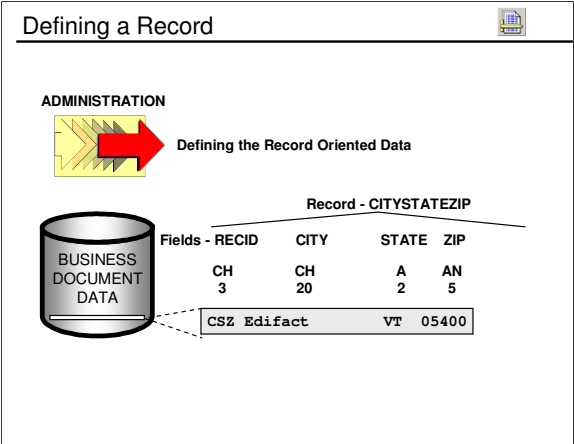 Defining a Record
ADMINISTRATION
Defining the Record Oriented Data
Record - CITYSTATEZIP
Fields - RECID CITY STATE ZIP
BUSINESS
DOCUMENT
DATA
CH CH A AN
3 20 2 5
CSZ Edifact VT 05400